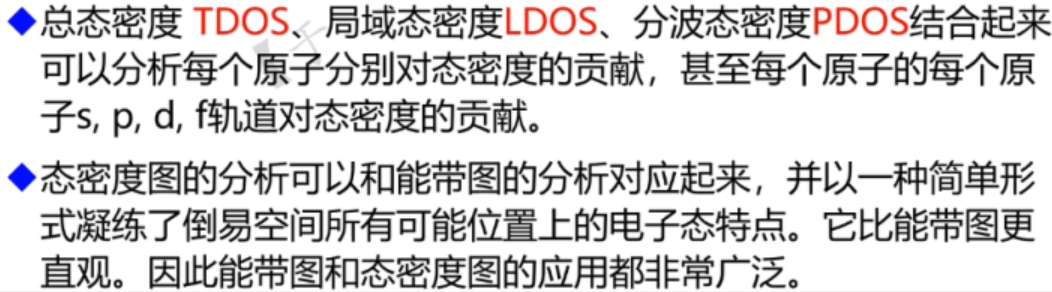 ◆总态密度 TDOS、局域态密度LDOS、分波态密度PDOS结合起来
可以分析每个原子分别对态密度的贡献，甚至每个原子的每个原
子s, p, d, f轨道对态密度的贡献。
◆态密度图的分析可以和能带图的分析对应起来，并以一种简单形
式凝练了倒易空间所有可能位置上的电子态特点。它比能带图更
直观。因此能带图和态密度图的应用都非常广泛。